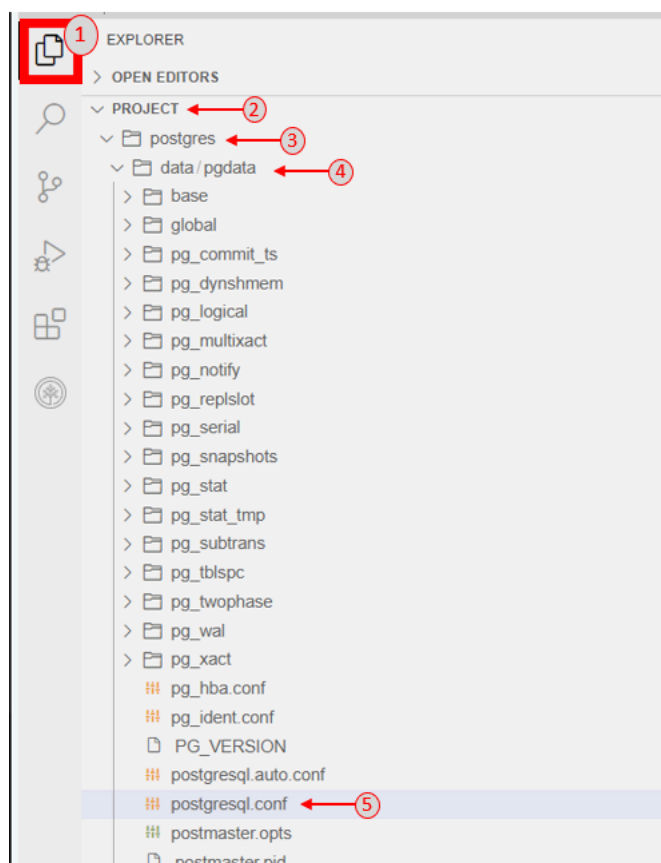 1
EXPLORER
OPEN EDITORS
PROJECT 2
postgres 3
data/pgdata 4
base
global
pg_commit_ts
pg_dynshmem
pg_logical
pg_multixact
pg_notify
pg_replslot
pg_serial
pg_snapshots
pg_stat
pg_stat_tmp
pg_subtrans
pg_tblspc
pg_twophase
pg_wal
pg_xact
pg_hba.conf
pg_ident.conf
PG_VERSION
postgresql.auto.conf
postgresql.conf 5
postmaster.opts
postmaster.pid